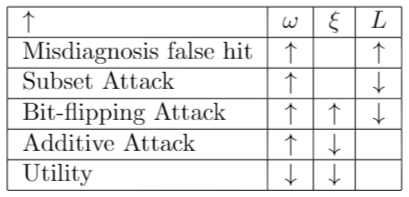 ↑ ω ξ L
Misdiagnosis false hit ↑ ↑
Subset Attack ↑ ↓
Bit-flipping Attack ↑ ↑ ↓
Additive Attack ↑ ↓
Utility ↓ ↓